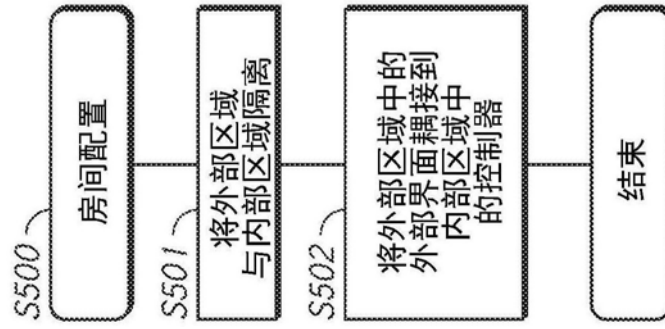 S500
房间配置
S501
将外部区域
与内部区域隔离
S502
将外部区域中的
外部界面耦接到
内部区域中
的控制器
结束